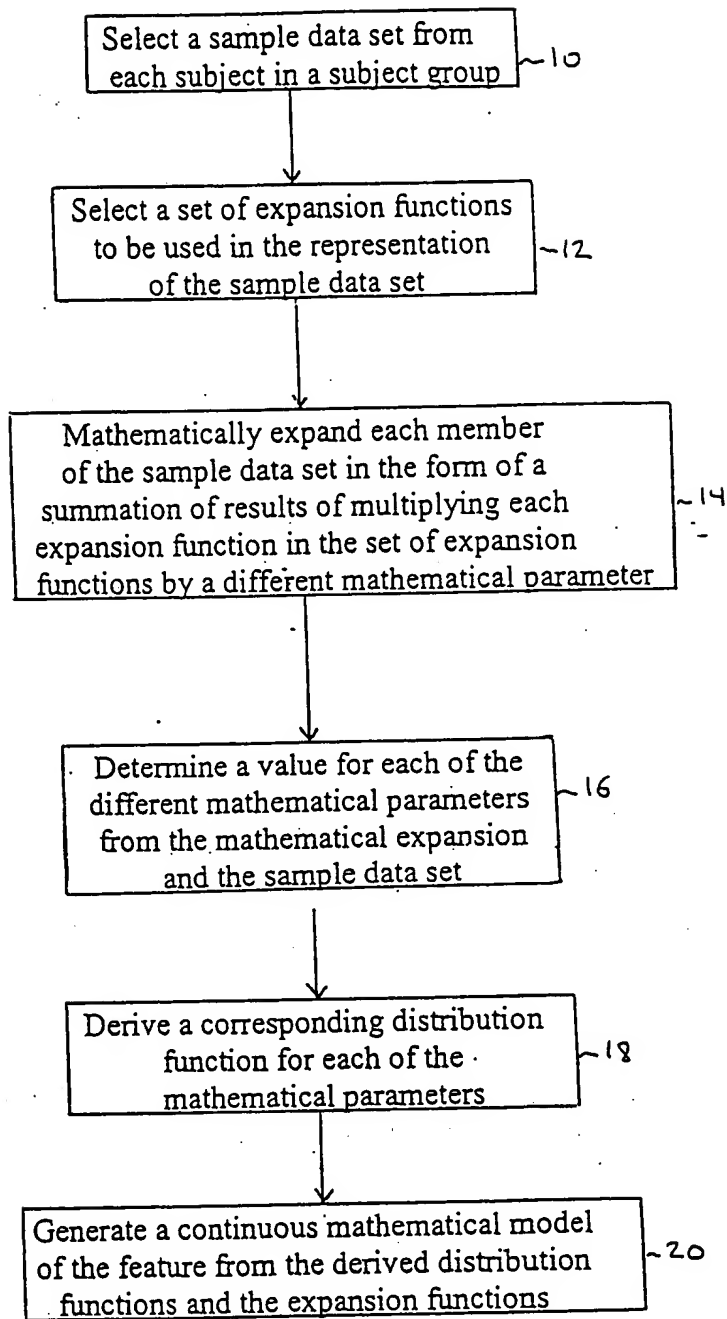 Select a sample data set from
each subject in a subject group
~10
Select a set of expansion functions
to be used in the representation
of the sample data set
~12
Mathematically expand each member
of the sample data set in the form of a
summation of results of multiplying each
expansion function in the set of expansion
functions by a different mathematical parameter
~14
Determine a value for each of the
different mathematical parameters
from the mathematical expansion
and the sample data set
~16
Derive a corresponding distribution
function for each of the
mathematical parameters
~18
Generate a continuous mathematical model
of the feature from the derived distribution
functions and the expansion functions
~20